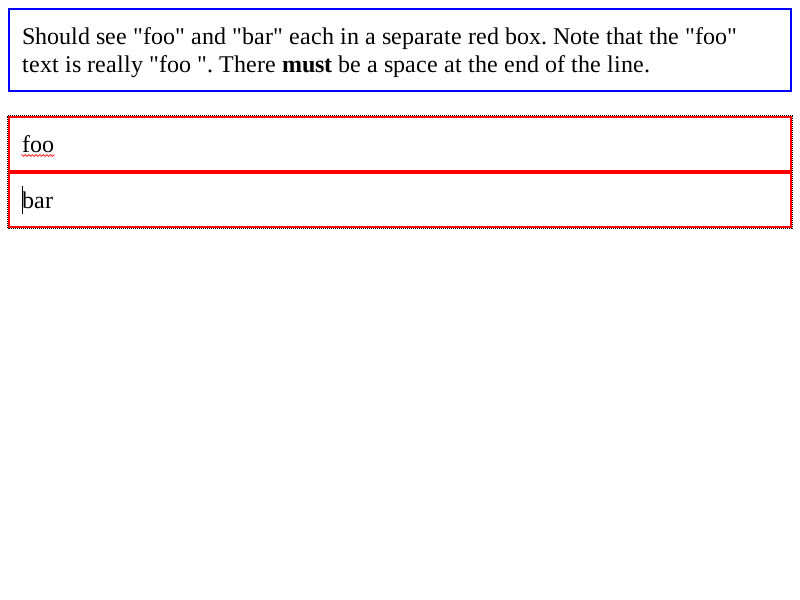 Should see "foo" and "bar" each in a separate red box. Note that the "foo"
text is really "foo ". There must be a space at the end of the line.
foo
bar